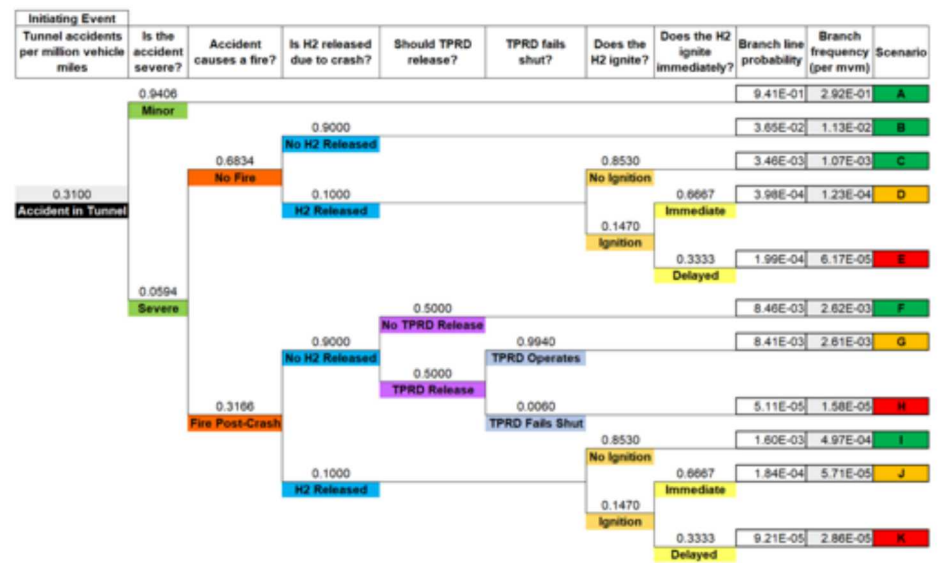 Initiating Event
Tunnel accidents per million vehicle miles
Is the accident severe?
Accident causes a fire?
Is H2 released due to crash?
Should TPRD release?
TPRD fails shut?
Does the H2 ignite?
Does the H2 ignite immediately?
Branch line probability
Branch frequency (per mvm)
Scenario
0.9406
Minor
9.41E-01 2.92E-01 A
0.9000
No H2 Released
3.65E-02 1.13E-02 B
0.6834
No Fire
0.8530
No Ignition
3.46E-03 1.07E-03 C
0.3100
Accident in Tunnel
0.1000
H2 Released
0.6667
Immediate
3.98E-04 1.23E-04 D
0.1470
Ignition
0.3333
Delayed
1.99E-04 6.17E-05 E
0.0594
Severe
0.5000
No TPRD Release
8.46E-03 2.62E-03 F
0.9000
No H2 Released
0.9940
TPRD Operates
8.41E-03 2.61E-03 G
0.5000
TPRD Release
0.3166
Fire Post-Crash
0.0060
TPRD Fails Shut
5.11E-05 1.58E-05 H
0.8530
No Ignition
1.60E-03 4.97E-04 I
0.1000
H2 Released
0.6667
Immediate
1.84E-04 5.71E-05 J
0.1470
Ignition
0.3333
Delayed
9.21E-05 2.86E-05 K